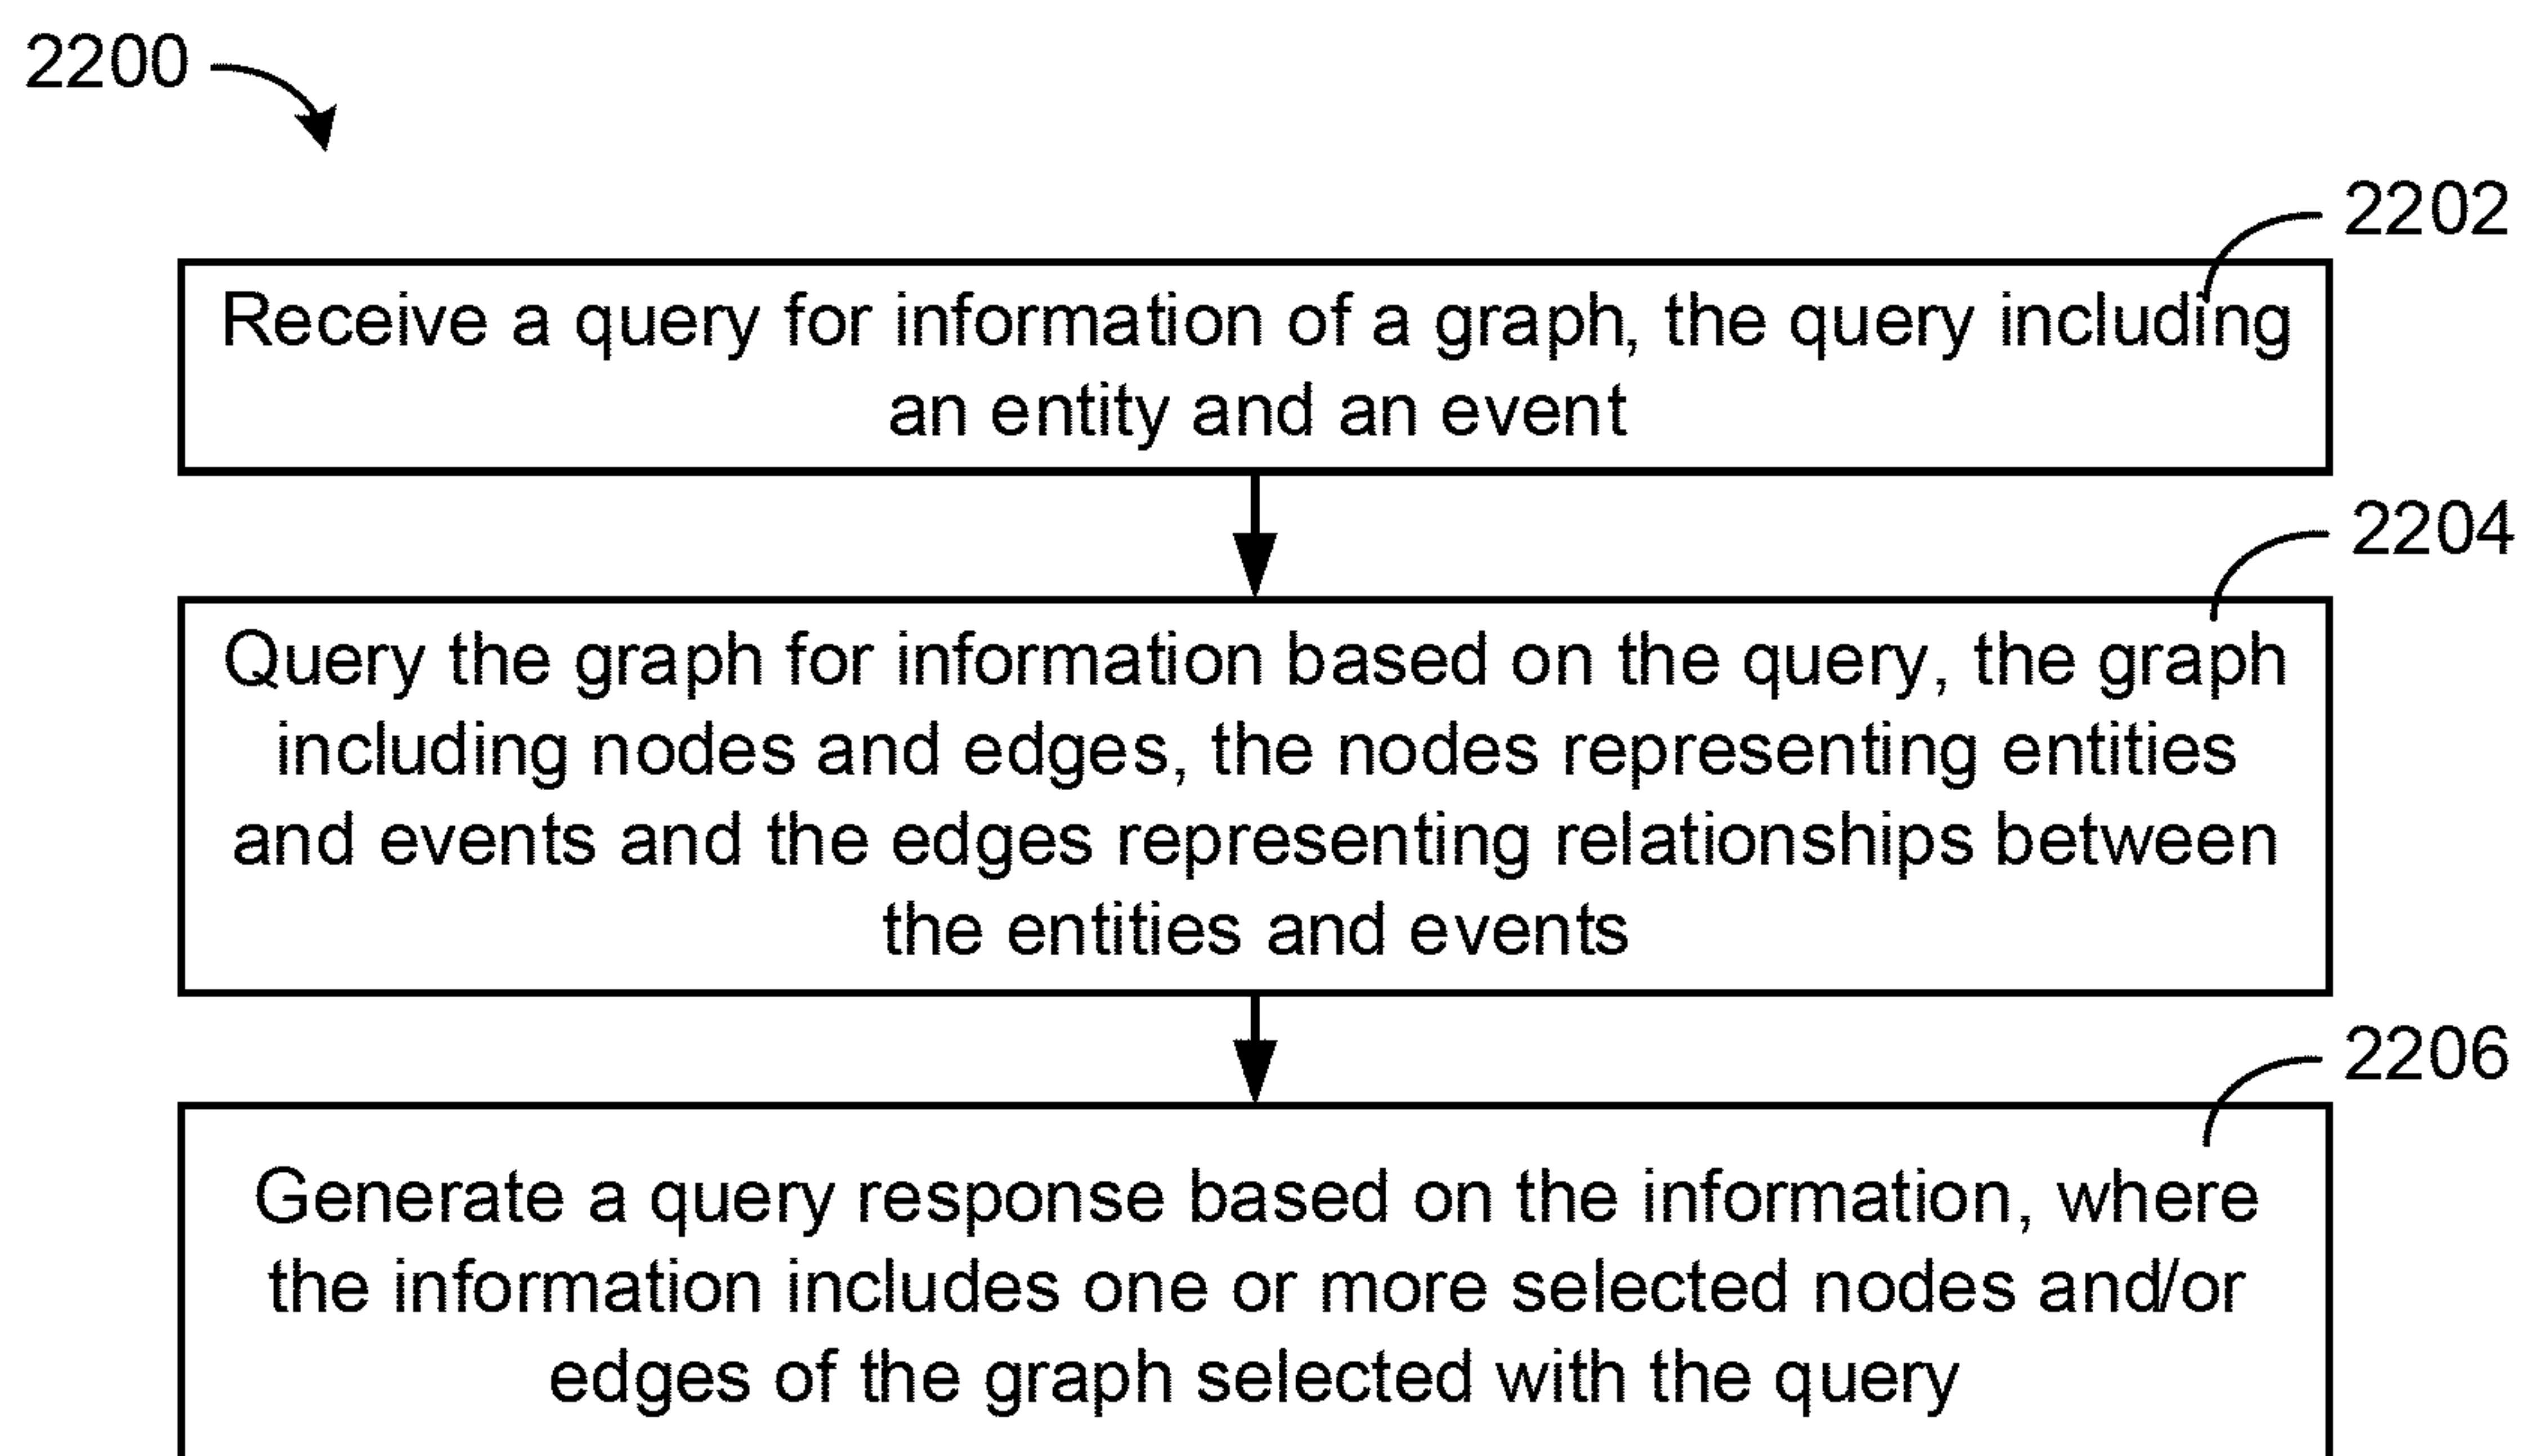 2200
2202
Receive a query for information of a graph, the query including
an entity and an event
2204
Query the graph for information based on the query, the graph
including nodes and edges, the nodes representing entities
and events and the edges representing relationships between
the entities and events
2206
Generate a query response based on the information, where
the information includes one or more selected nodes and/or
edges of the graph selected with the query